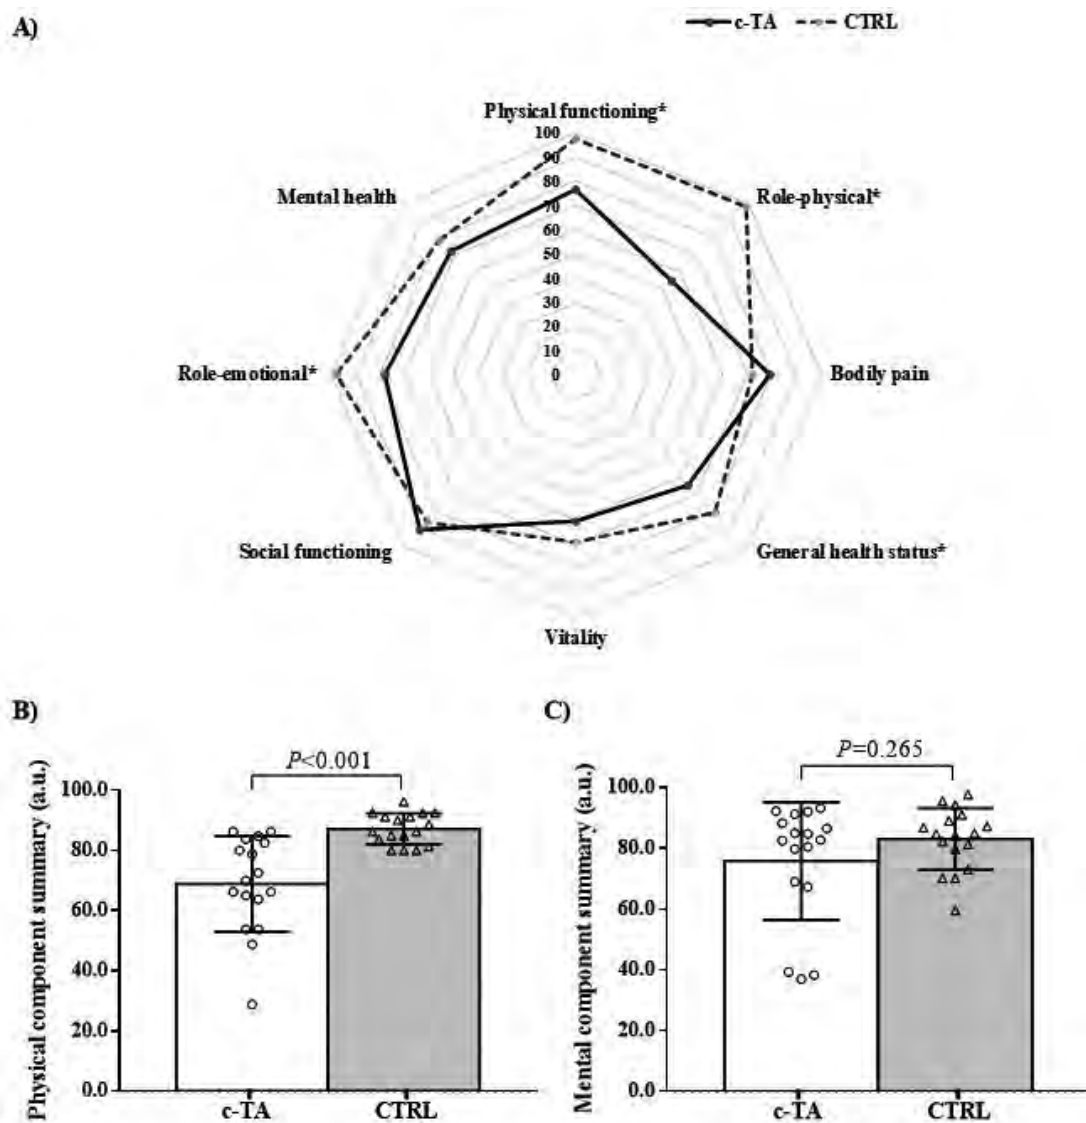 A)
c-TA CTRL
Physical functioning*
100
90
80
70
60
50
40
30
20
10
0
Mental health
Role-physical*
Role-emotional*
Bodily pain
Social functioning
General health status*
Vitality
B)
P<0.001
Physical component summary (a.u.)
100.0
80.0
60.0
40.0
20.0
0.0
c-TA CTRL
C)
P=0.265
Mental component summary (a.u.)
100.0
80.0
60.0
40.0
20.0
0.0
c-TA CTRL